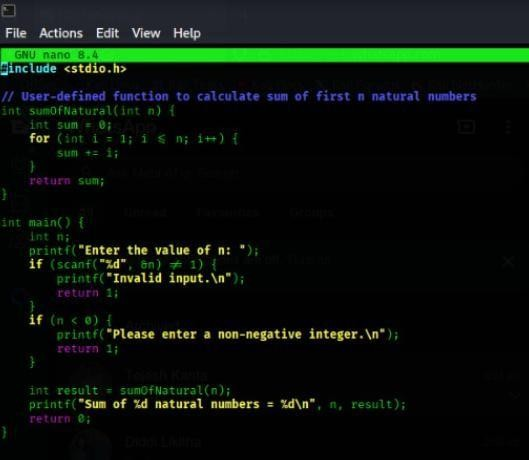 File Actions Edit View Help
GNU nano 8.4
#include <stdio.h>
// User-defined function to calculate sum of first n natural numbers
int sumOfNatural(int n) {
int sum = 0;
for (int i = 1; i ≤ n; i++) {
sum += i;
}
return sum;
}
int main() {
int n;
printf("Enter the value of n: ");
if (scanf("%d", &n) ≠ 1) {
printf("Invalid input.\n");
return 1;
}
if (n < 0) {
printf("Please enter a non-negative integer.\n");
return 1;
}
int result = sumOfNatural(n);
printf("Sum of %d natural numbers = %d\n", n, result);
return 0;
}